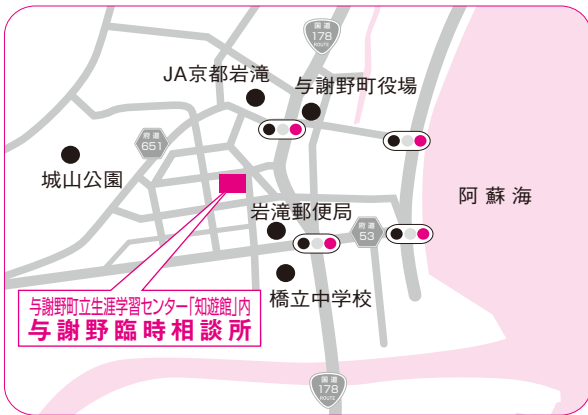 国道
178
ROUTE
JA京都岩滝
与謝野町役場
府道
651
城山公園
阿蘇海
岩滝郵便局
府道
53
橋立中学校
与謝野町立生涯学習センター「知遊館」内
与謝野臨時相談所
国道
178
ROUTE